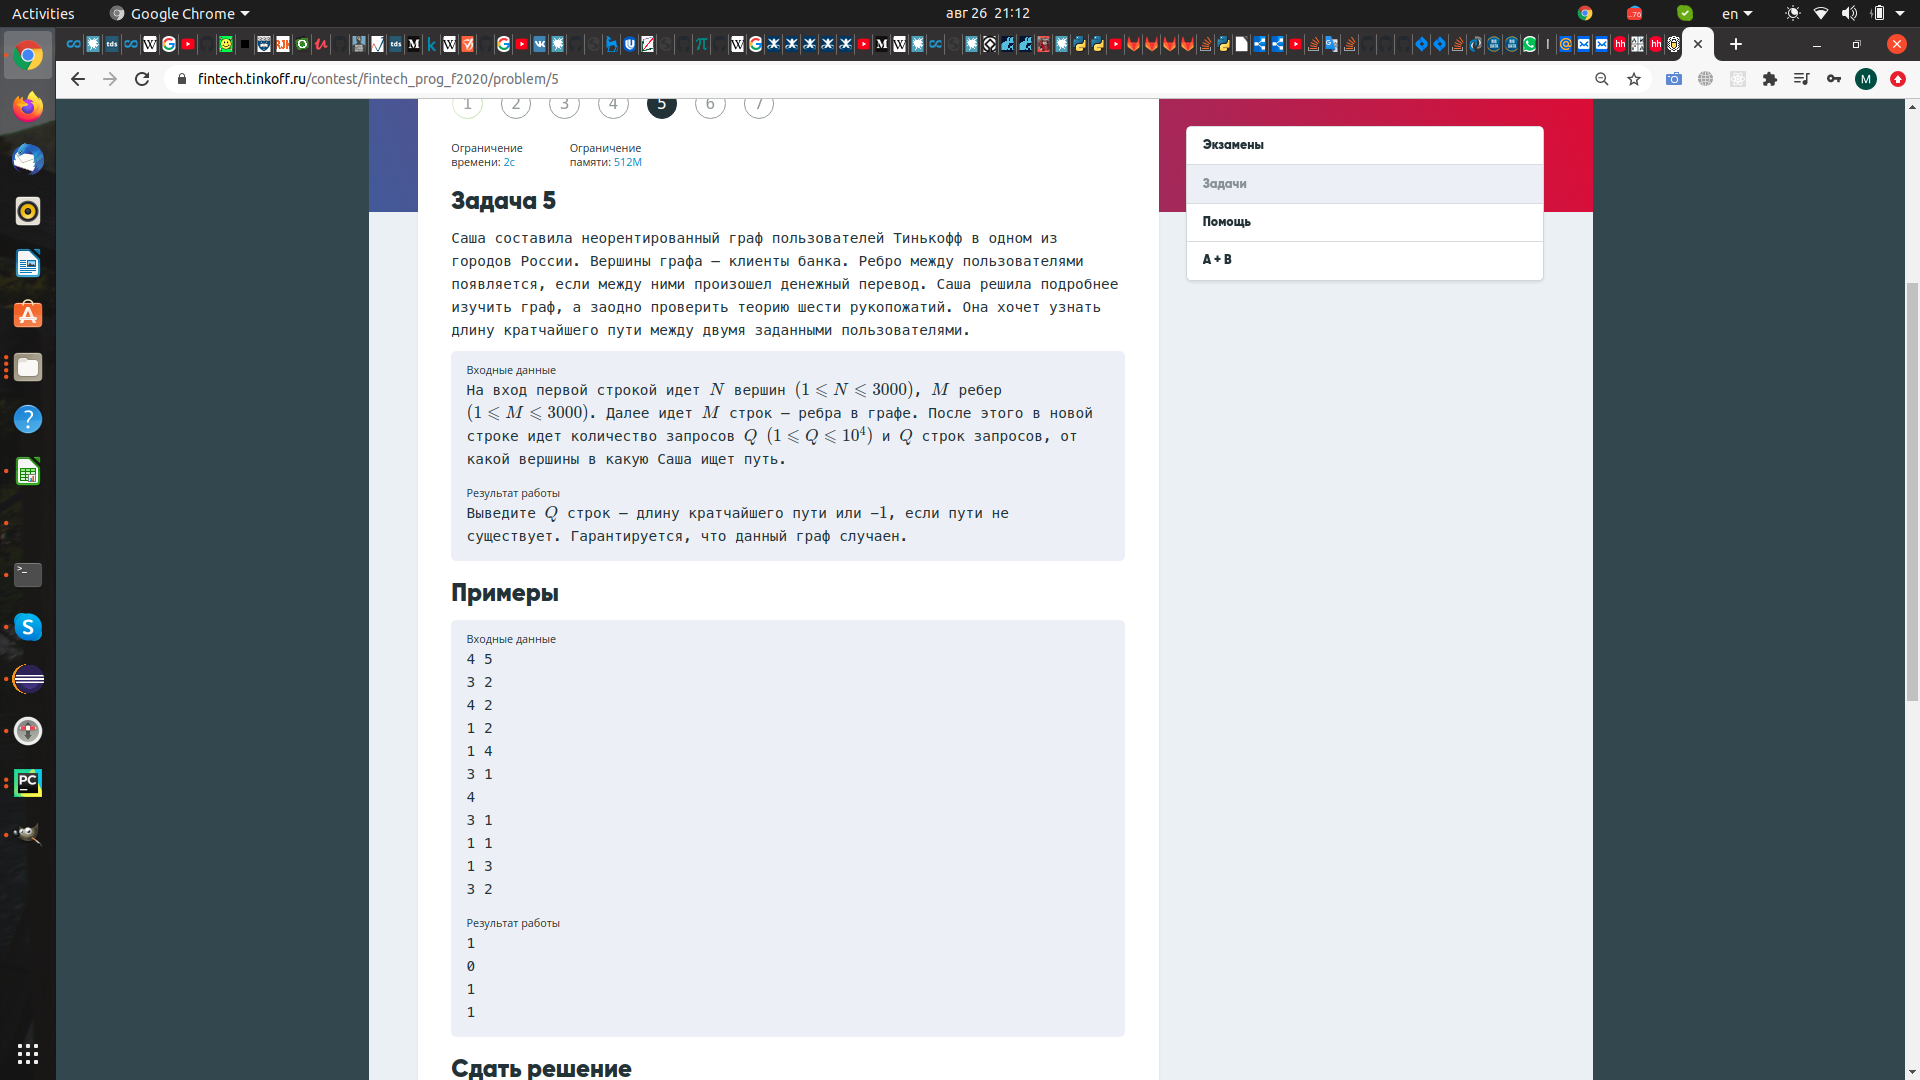 Activities
Google Chrome
авг 26 21:12
en
fintech.tinkoff.ru/contest/fintech_prog_f2020/problem/5
1 2 3 4 5 6 7
Ограничение
времени: 2с
Ограничение
памяти: 512M
Задача 5
Саша составила неорентированный граф пользователей Тинькофф в одном из
городов России. Вершины графа — клиенты банка. Ребро между пользователями
появляется, если между ними произошел денежный перевод. Саша решила подробнее
изучить граф, а заодно проверить теорию шести рукопожатий. Она хочет узнать
длину кратчайшего пути между двумя заданными пользователями.
Входные данные
На вход первой строкой идет N вершин (1 ⩽ N ⩽ 3000), M ребер
(1 ⩽ M ⩽ 3000). Далее идет M строк — ребра в графе. После этого в новой
строке идет количество запросов Q (1 ⩽ Q ⩽ 10⁴) и Q строк запросов, от
какой вершины в какую Саша ищет путь.
Результат работы
Выведите Q строк — длину кратчайшего пути или −1, если пути не
существует. Гарантируется, что данный граф случаен.
Примеры
Входные данные
4 5
3 2
4 2
1 2
1 4
3 1
4
3 1
1 1
1 3
3 2
Результат работы
1
0
1
1
Сдать решение
Экзамены
Задачи
Помощь
A + B